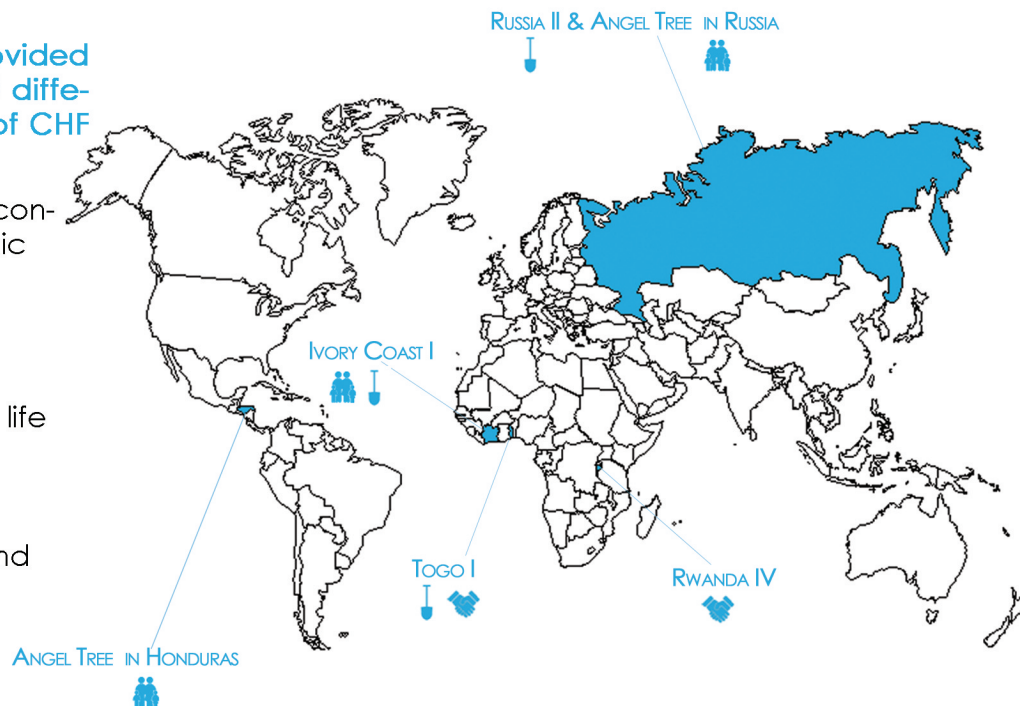 ovided
diffe-
of CHF
con-
ic
life
nd
Russia II & Angel Tree in Russia
Ivory Coast I
Togo I
Rwanda IV
Angel Tree in Honduras